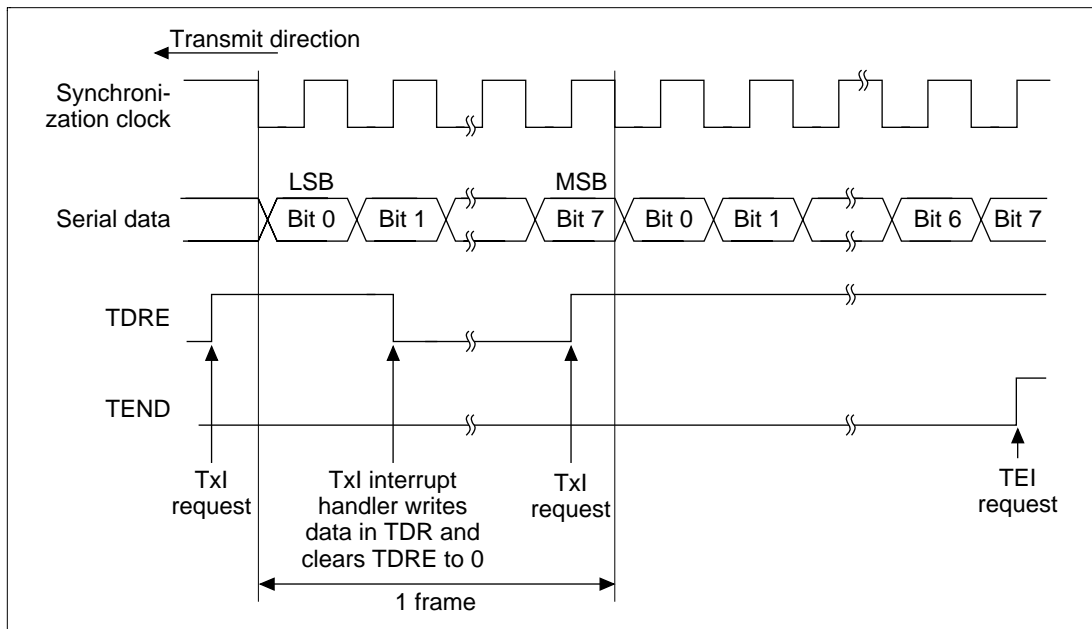 Transmit direction
Synchroni-
zation clock
LSB
MSB
Serial data
Bit 0
Bit 1
Bit 7
Bit 0
Bit 1
Bit 6
Bit 7
TDRE
TEND
TxI
request
TxI interrupt
handler writes
data in TDR and
clears TDRE to 0
TxI
request
TEI
request
1 frame